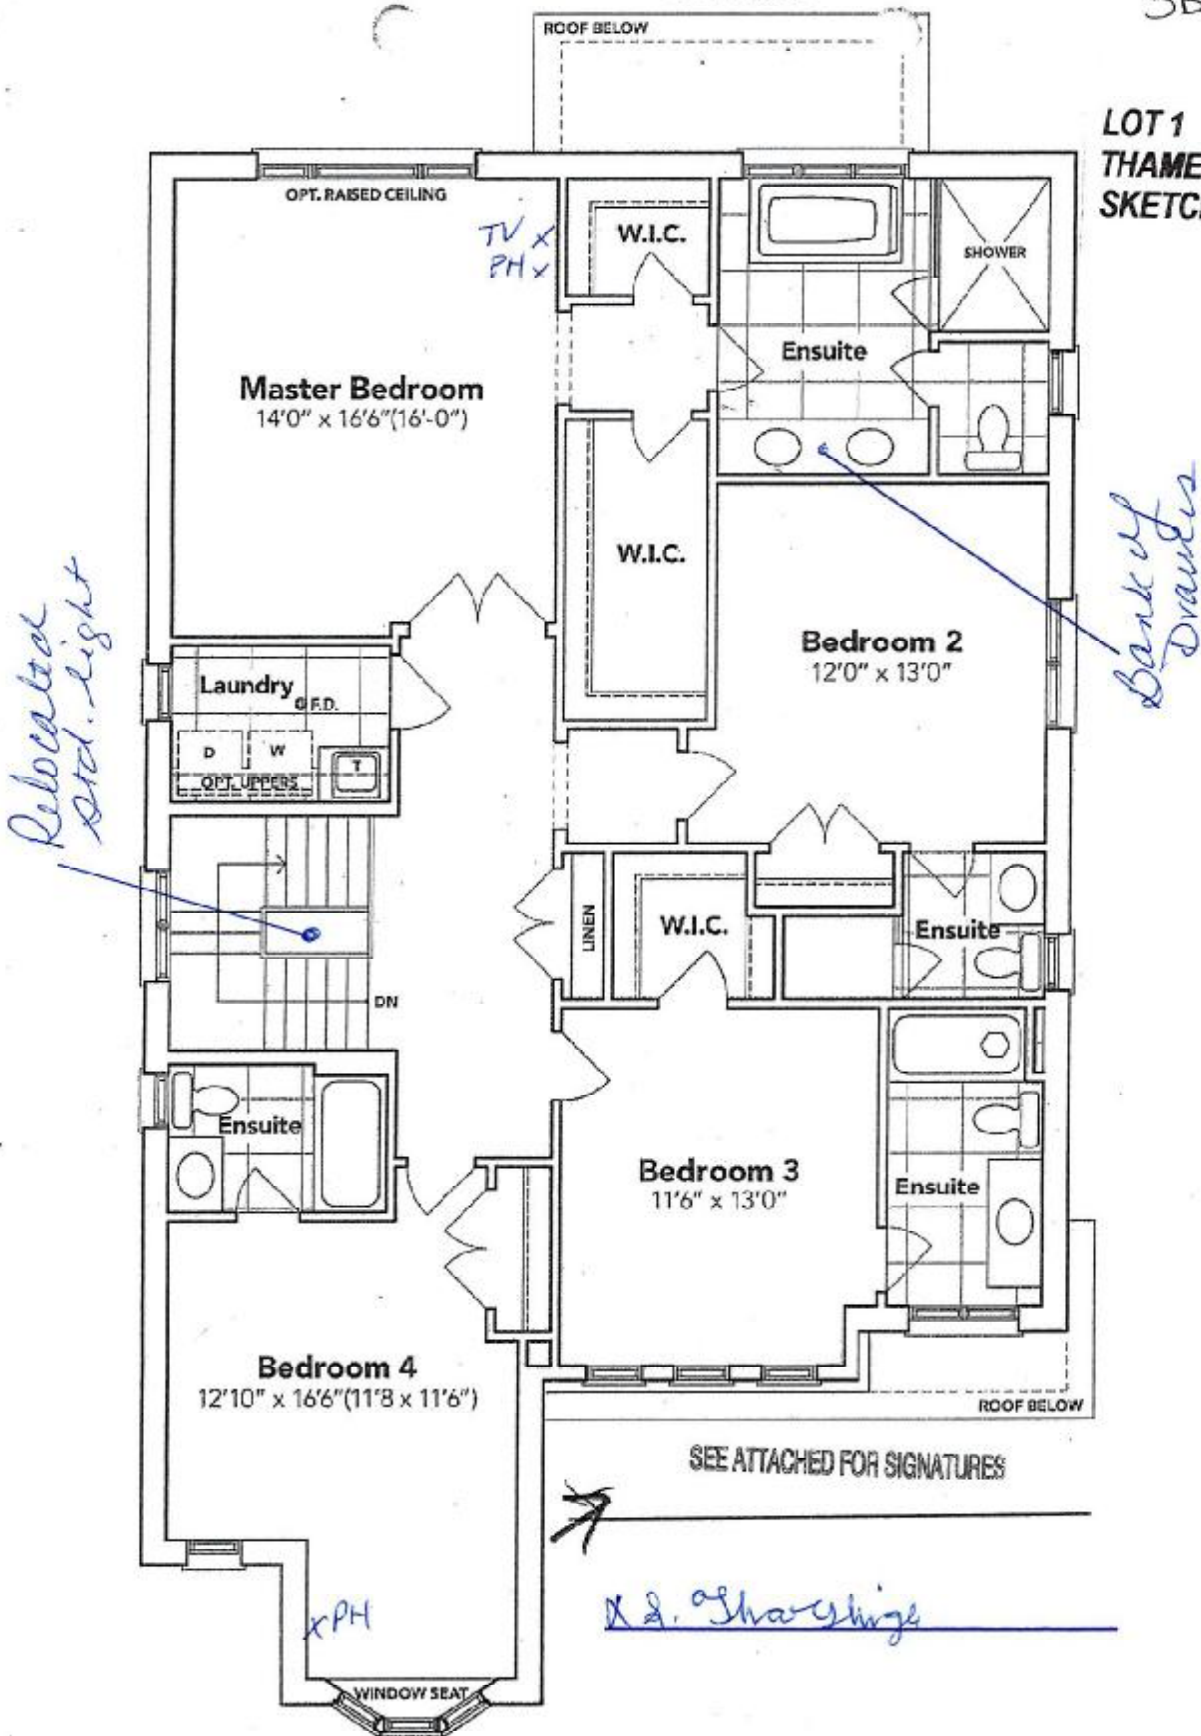 ROOF BELOW
LOT 1
OPT. RAISED CEILING
TV x
PH x
W.I.C.
SHOWER
Ensuite
Master Bedroom
14'0" x 16'6"(16'-0")
W.I.C.
Bank of
Drawers
Bedroom 2
12'0" x 13'0"
Relocated
std. light
Laundry
F.D.
D
W
T
OPT. UPPERS
LINEN
W.I.C.
Ensuite
DN
Ensuite
Bedroom 3
11'6" x 13'0"
Ensuite
Bedroom 4
12'10" x 16'6"(11'8 x 11'6")
ROOF BELOW
SEE ATTACHED FOR SIGNATURES
x PH
WINDOW SEAT